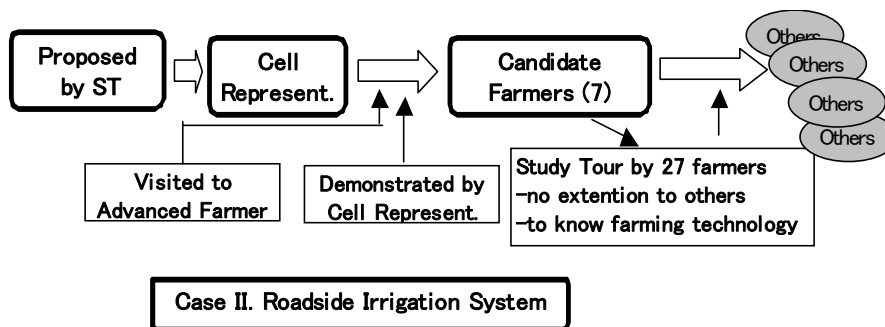 Proposed
by ST
Cell
Represent.
Candidate
Farmers (7)
Others
Others
Others
Others
Visited to
Advanced Farmer
Demonstrated by
Cell Represent.
Study Tour by 27 farmers
-no extention to others
-to know farming technology
Case II. Roadside Irrigation System